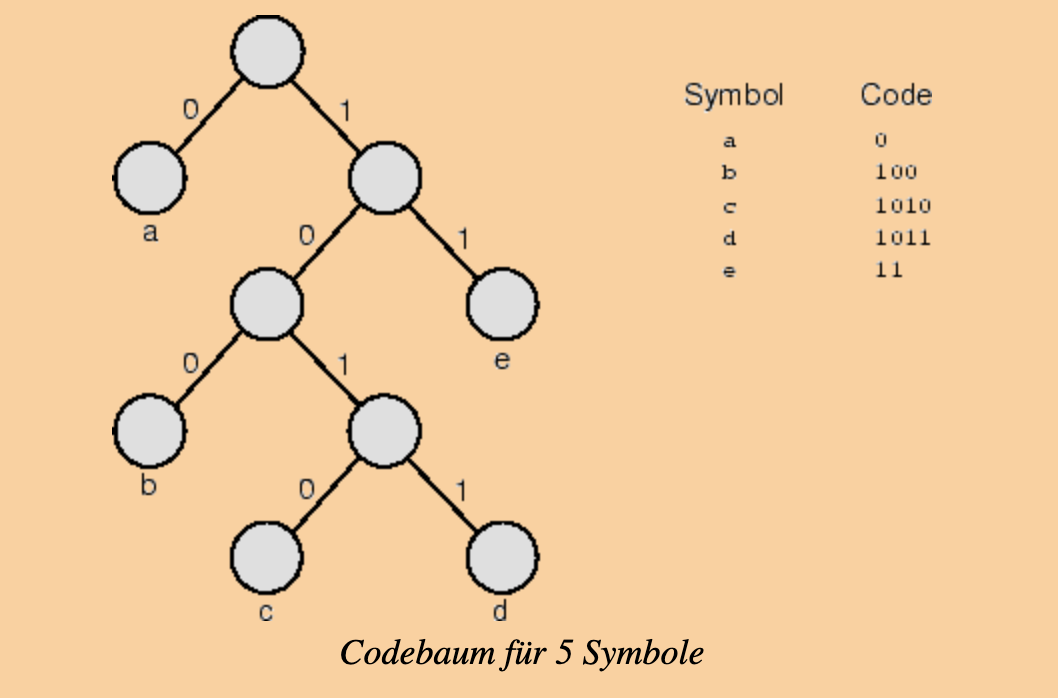 0 1
a
0 1
e
0 1
b
0 1
c d
Symbol Code
a 0
b 100
c 1010
d 1011
e 11
Codebaum für 5 Symbole